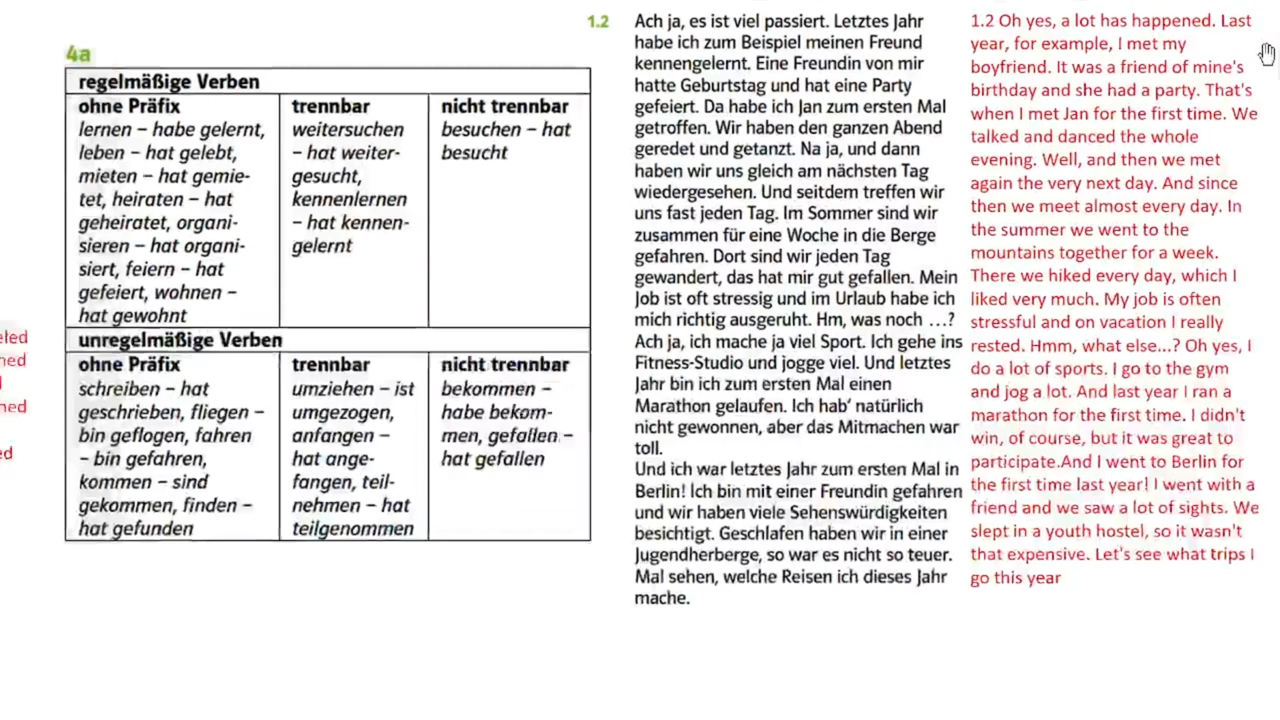 4a
regelmäßige Verben
ohne Präfix
lernen – habe gelernt,
leben – hat gelebt,
mieten – hat gemie-
tet, heiraten – hat
geheiratet, organi-
sieren – hat organi-
siert, feiern – hat
gefeiert, wohnen –
hat gewohnt
trennbar
weitersuchen
– hat weiter-
gesucht,
kennenlernen
– hat kennen-
gelernt
nicht trennbar
besuchen – hat
besucht
unregelmäßige Verben
ohne Präfix
schreiben – hat
geschrieben, fliegen –
bin geflogen, fahren
– bin gefahren,
kommen – sind
gekommen, finden –
hat gefunden
trennbar
umziehen – ist
umgezogen,
anfangen –
hat ange-
fangen, teil-
nehmen – hat
teilgenommen
nicht trennbar
bekommen –
habe bekom-
men, gefallen –
hat gefallen
1.2
Ach ja, es ist viel passiert. Letztes Jahr
habe ich zum Beispiel meinen Freund
kennengelernt. Eine Freundin von mir
hatte Geburtstag und hat eine Party
gefeiert. Da habe ich Jan zum ersten Mal
getroffen. Wir haben den ganzen Abend
geredet und getanzt. Na ja, und dann
haben wir uns gleich am nächsten Tag
wiedergesehen. Und seitdem treffen wir
uns fast jeden Tag. Im Sommer sind wir
zusammen für eine Woche in die Berge
gefahren. Dort sind wir jeden Tag
gewandert, das hat mir gut gefallen. Mein
Job ist oft stressig und im Urlaub habe ich
mich richtig ausgeruht. Hm, was noch …?
Ach ja, ich mache ja viel Sport. Ich gehe ins
Fitness-Studio und jogge viel. Und letztes
Jahr bin ich zum ersten Mal einen
Marathon gelaufen. Ich hab’ natürlich
nicht gewonnen, aber das Mitmachen war
toll.
Und ich war letztes Jahr zum ersten Mal in
Berlin! Ich bin mit einer Freundin gefahren
und wir haben viele Sehenswürdigkeiten
besichtigt. Geschlafen haben wir in einer
Jugendherberge, so war es nicht so teuer.
Mal sehen, welche Reisen ich dieses Jahr
mache.
1.2 Oh yes, a lot has happened. Last
year, for example, I met my
boyfriend. It was a friend of mine's
birthday and she had a party. That's
when I met Jan for the first time. We
talked and danced the whole
evening. Well, and then we met
again the very next day. And since
then we meet almost every day. In
the summer we went to the
mountains together for a week.
There we hiked every day, which I
liked very much. My job is often
stressful and on vacation I really
rested. Hmm, what else...? Oh yes, I
do a lot of sports. I go to the gym
and jog a lot. And last year I ran a
marathon for the first time. I didn't
win, of course, but it was great to
participate.And I went to Berlin for
the first time last year! I went with a
friend and we saw a lot of sights. We
slept in a youth hostel, so it wasn't
that expensive. Let's see what trips I
go this year